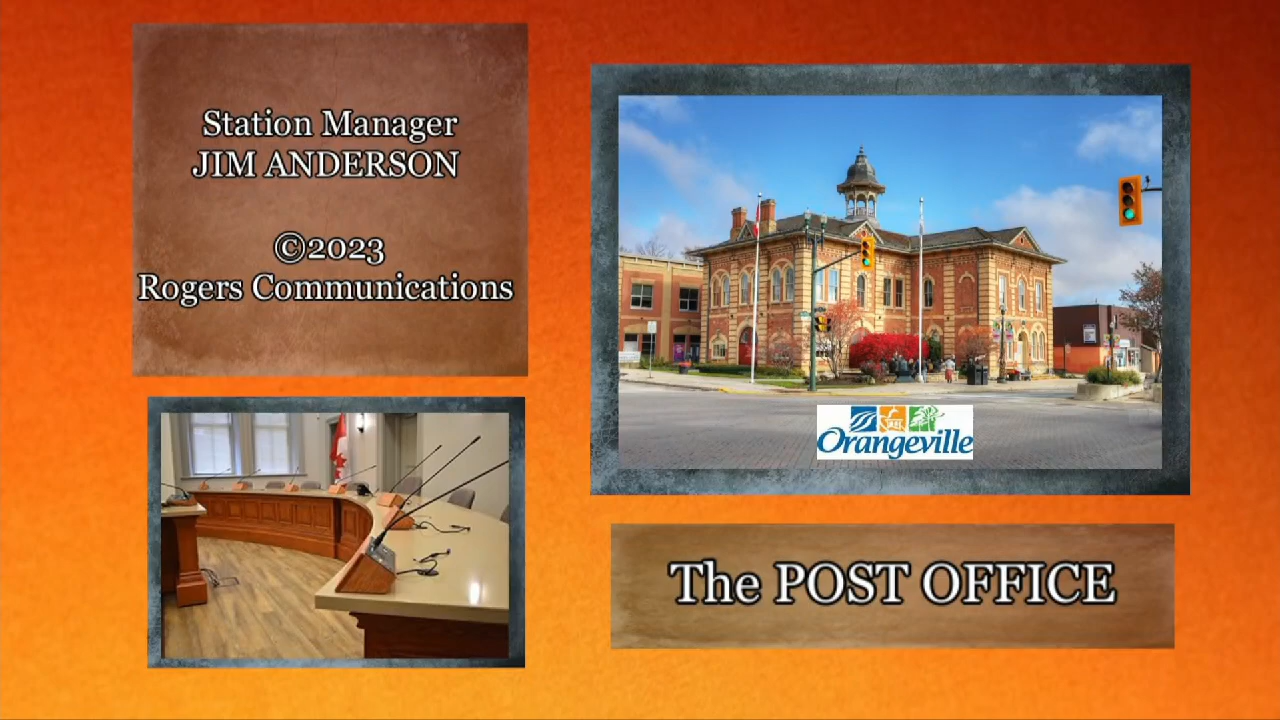 Station Manager
JIM ANDERSON
©2023
Rogers Communications
Orangeville
The POST OFFICE